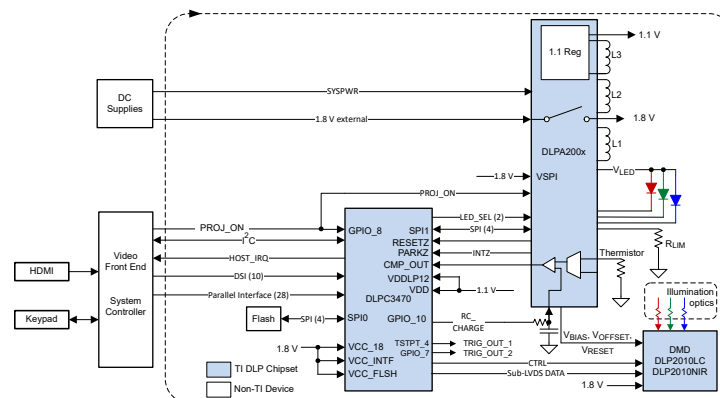 1.1 V
1.1 Reg
L3
DC
Supplies
SYSPWR
L2
1.8 V external
1.8 V
DLPA200x
L1
1.8 V
VSPI
VLED
PROJ_ON
PROJ_ON
I2C
GPIO_8
SPI1
LED_SEL (2)
SPI (4)
RESETZ
PARKZ
INTZ
CMP_OUT
Thermistor
RLIM
Video
Front End
System
Controller
HOST_IRQ
HDMI
DSI (10)
VDDLP12
VDD
1.1 V
DLPC3470
Parallel Interface (28)
Keypad
Flash
SPI (4)
SPI0
GPIO_10
RC_
CHARGE
Illumination
optics
VBIAS, VOFFSET,
VRESET
1.8 V
VCC_18
VCC_INTF
VCC_FLSH
TSTPT_4
GPIO_7
TRIG_OUT_1
TRIG_OUT_2
CTRL
Sub-LVDS DATA
1.8 V
DMD
DLP2010LC
DLP2010NIR
TI DLP Chipset
Non-TI Device